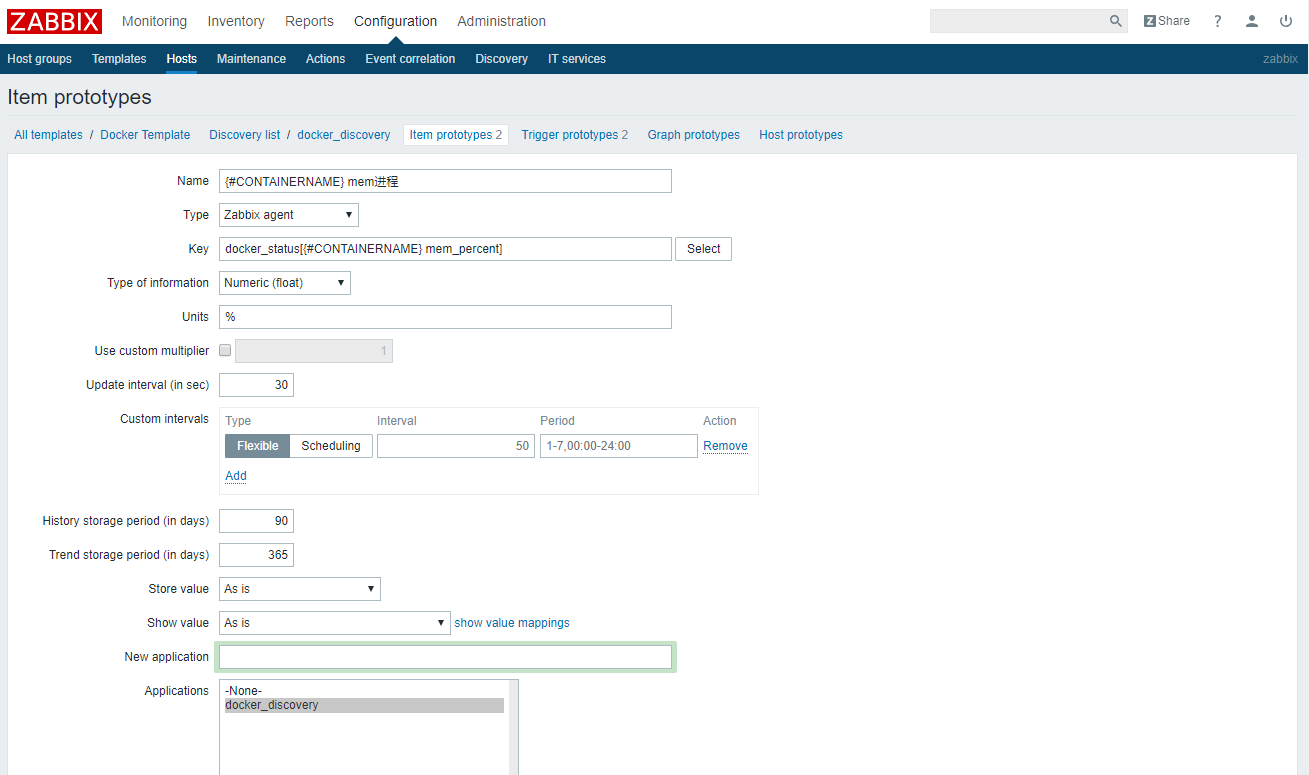 ZABBIX Monitoring Inventory Reports Configuration Administration Z Share ?
Host groups Templates Hosts Maintenance Actions Event correlation Discovery IT services zabbix
Item prototypes
All templates / Docker Template Discovery list / docker_discovery Item prototypes 2 Trigger prototypes 2 Graph prototypes Host prototypes
Name {#CONTAINERNAME} mem进程
Type Zabbix agent
Key docker_status[{#CONTAINERNAME} mem_percent] Select
Type of information Numeric (float)
Units %
Use custom multiplier 1
Update interval (in sec) 30
Custom intervals Type Interval Period Action
Flexible Scheduling 50 1-7,00:00-24:00 Remove
Add
History storage period (in days) 90
Trend storage period (in days) 365
Store value As is
Show value As is show value mappings
New application
Applications -None-
docker_discovery